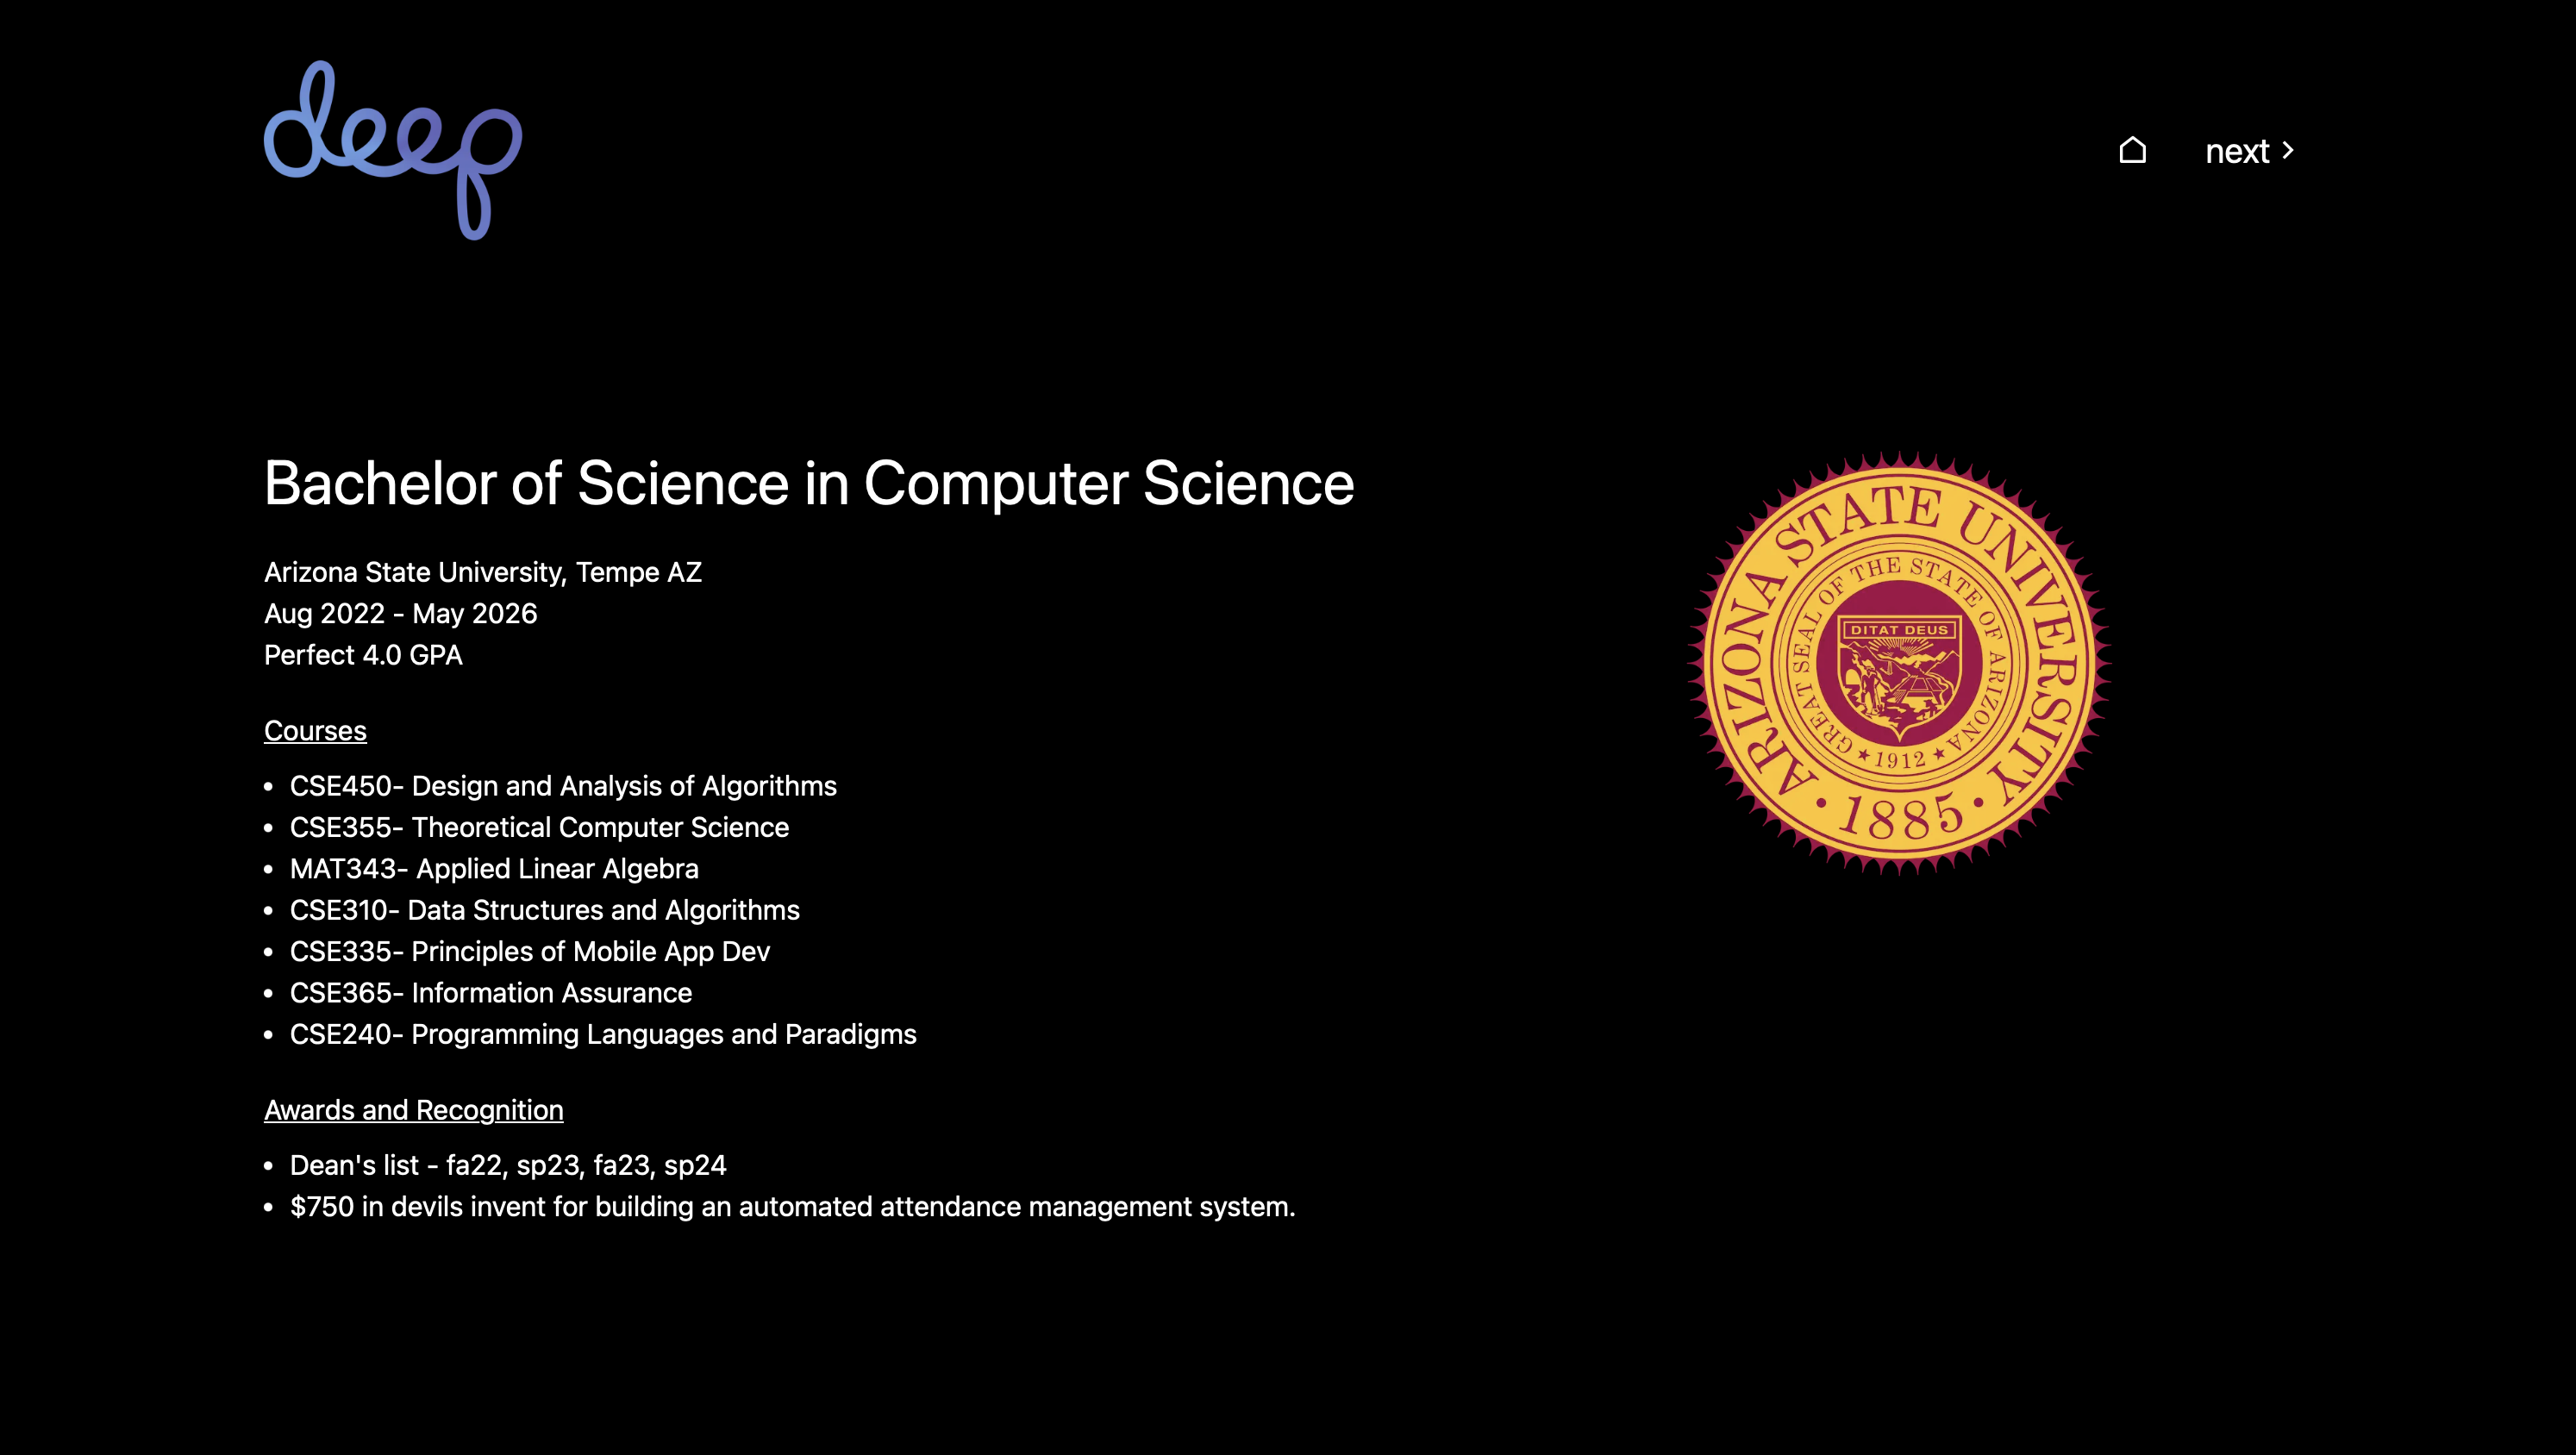 deep
next >
Bachelor of Science in Computer Science
Arizona State University, Tempe AZ
Aug 2022 - May 2026
Perfect 4.0 GPA
Courses
• CSE450- Design and Analysis of Algorithms
• CSE355- Theoretical Computer Science
• MAT343- Applied Linear Algebra
• CSE310- Data Structures and Algorithms
• CSE335- Principles of Mobile App Dev
• CSE365- Information Assurance
• CSE240- Programming Languages and Paradigms
Awards and Recognition
• Dean's list - fa22, sp23, fa23, sp24
• $750 in devils invent for building an automated attendance management system.
ARIZONA STATE UNIVERSITY
• 1885 •
GREAT SEAL OF THE STATE OF ARIZONA
★ 1912 ★
DITAT DEUS